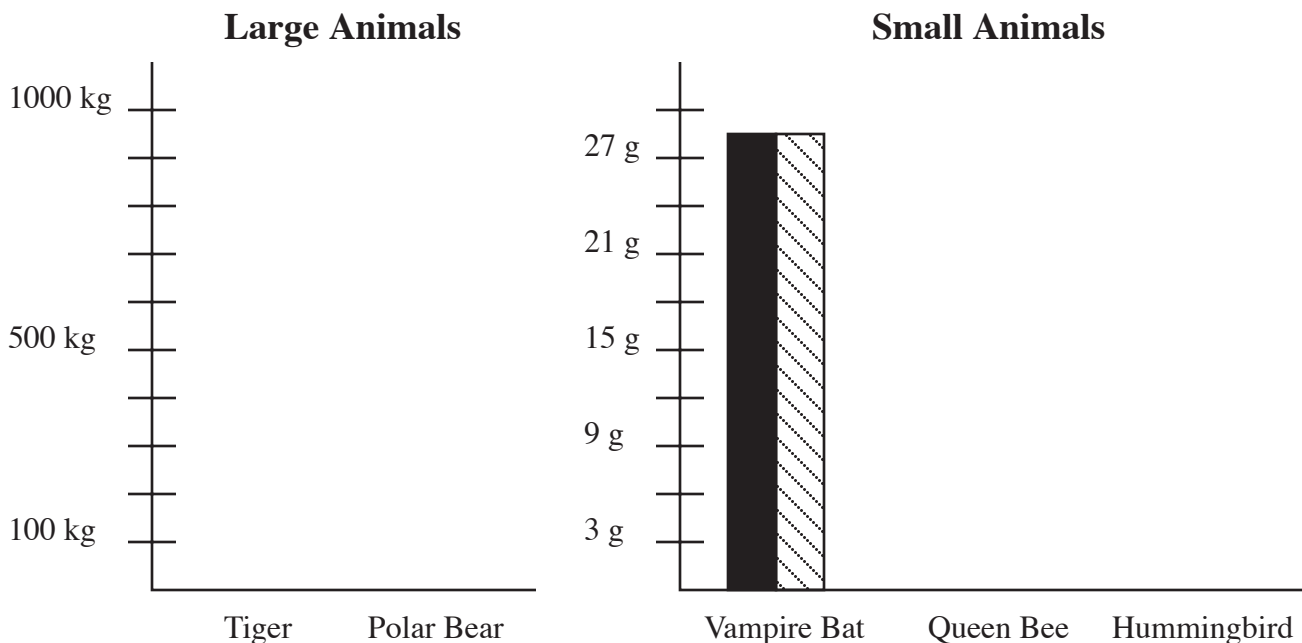 Large Animals
1000 kg
500 kg
100 kg
Tiger Polar Bear
Small Animals
27 g
21 g
15 g
9 g
3 g
Vampire Bat Queen Bee Hummingbird